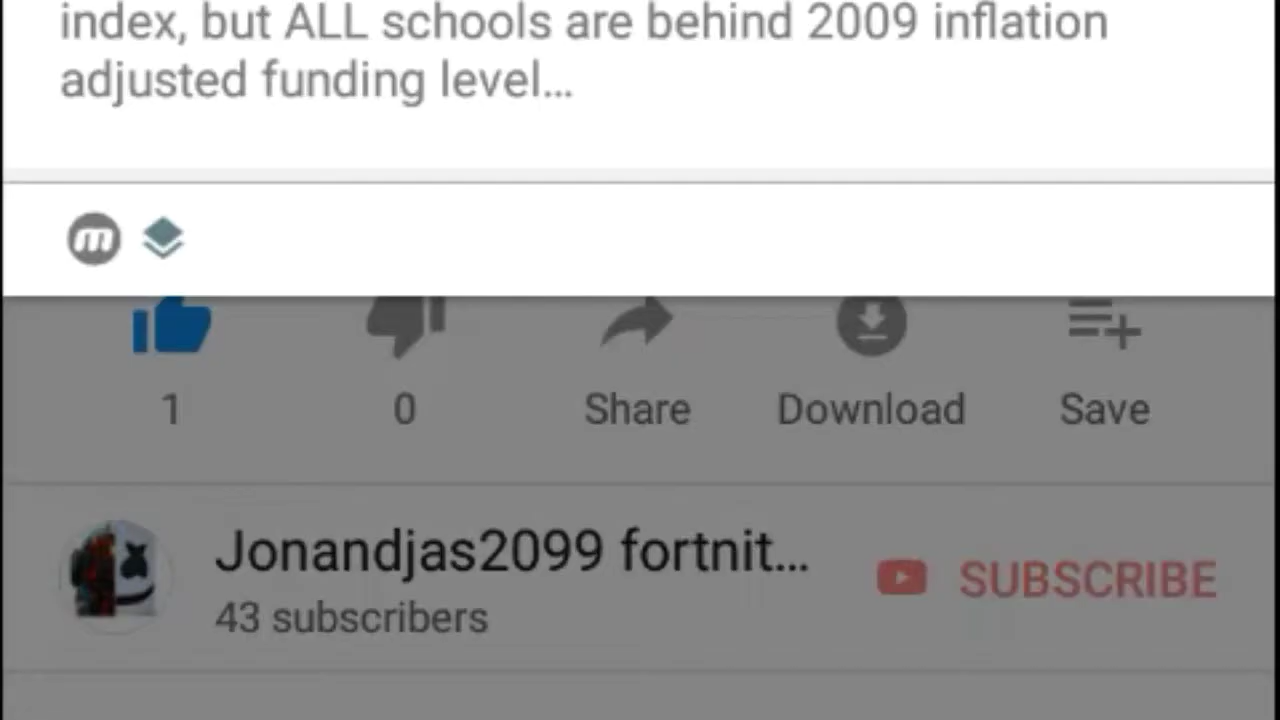 index, but ALL schools are behind 2009 inflation
adjusted funding level...
1
0
Share
Download
Save
Jonandjas2099 fortnit...
SUBSCRIBE
43 subscribers